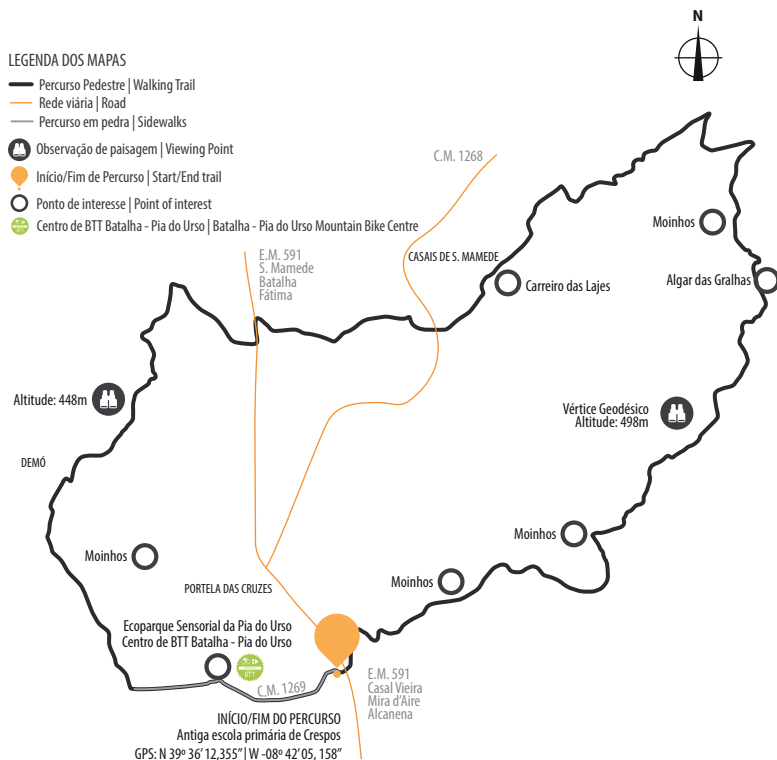 N
LEGENDA DOS MAPAS
Percurso Pedestre | Walking Trail
Rede viária | Road
Percurso em pedra | Sidewalks
Observação de paisagem | Viewing Point
Início/Fim de Percurso | Start/End trail
Ponto de interesse | Point of interest
Centro de BTT Batalha - Pia do Urso | Batalha - Pia do Urso Mountain Bike Centre
C.M. 1268
E.M. 591
S. Mamede
Batalha
Fátima
CASAIS DE S. MAMEDE
Carreiro das Lajes
Moinhos
Algar das Gralhas
Altitude: 448m
Vértice Geodésico
Altitude: 498m
DEMÓ
Moinhos
Moinhos
Moinhos
PORTELA DAS CRUZES
Ecoparque Sensorial da Pia do Urso
Centro de BTT Batalha - Pia do Urso
BTT
C.M. 1269
E.M. 591
Casal Vieira
Mira d'Aire
Alcanena
INÍCIO/FIM DO PERCURSO
Antiga escola primária de Crespos
GPS: N 39º 36' 12,355” | W -08º 42' 05, 158”